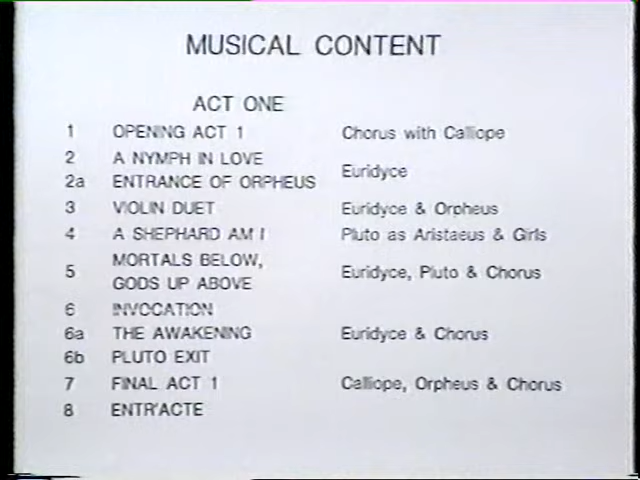 MUSICAL CONTENT
ACT ONE
1 OPENING ACT 1 Chorus with Calliope
2 A NYMPH IN LOVE
Euridyce
2a ENTRANCE OF ORPHEUS
3 VIOLIN DUET Euridyce & Orpheus
4 A SHEPHARD AM I Pluto as Aristaeus & Girls
5 MORTALS BELOW,
GODS UP ABOVE Euridyce, Pluto & Chorus
6 INVOCATION
6a THE AWAKENING Euridyce & Chorus
6b PLUTO EXIT
7 FINAL ACT 1 Calliope, Orpheus & Chorus
8 ENTR'ACTE